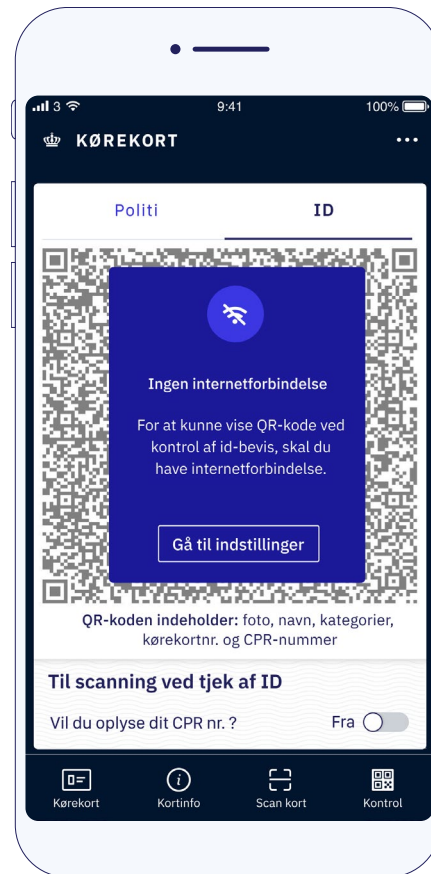 3 9:41 100%
KØREKORT
Politi ID
Ingen internetforbindelse
For at kunne vise QR-kode ved
kontrol af id-bevis, skal du
have internetforbindelse.
Gå til indstillinger
QR-koden indeholder: foto, navn, kategorier,
kørekortnr. og CPR-nummer
Til scanning ved tjek af ID
Vil du oplyse dit CPR nr. ? Fra
Kørekort Kortinfo Scan kort Kontrol